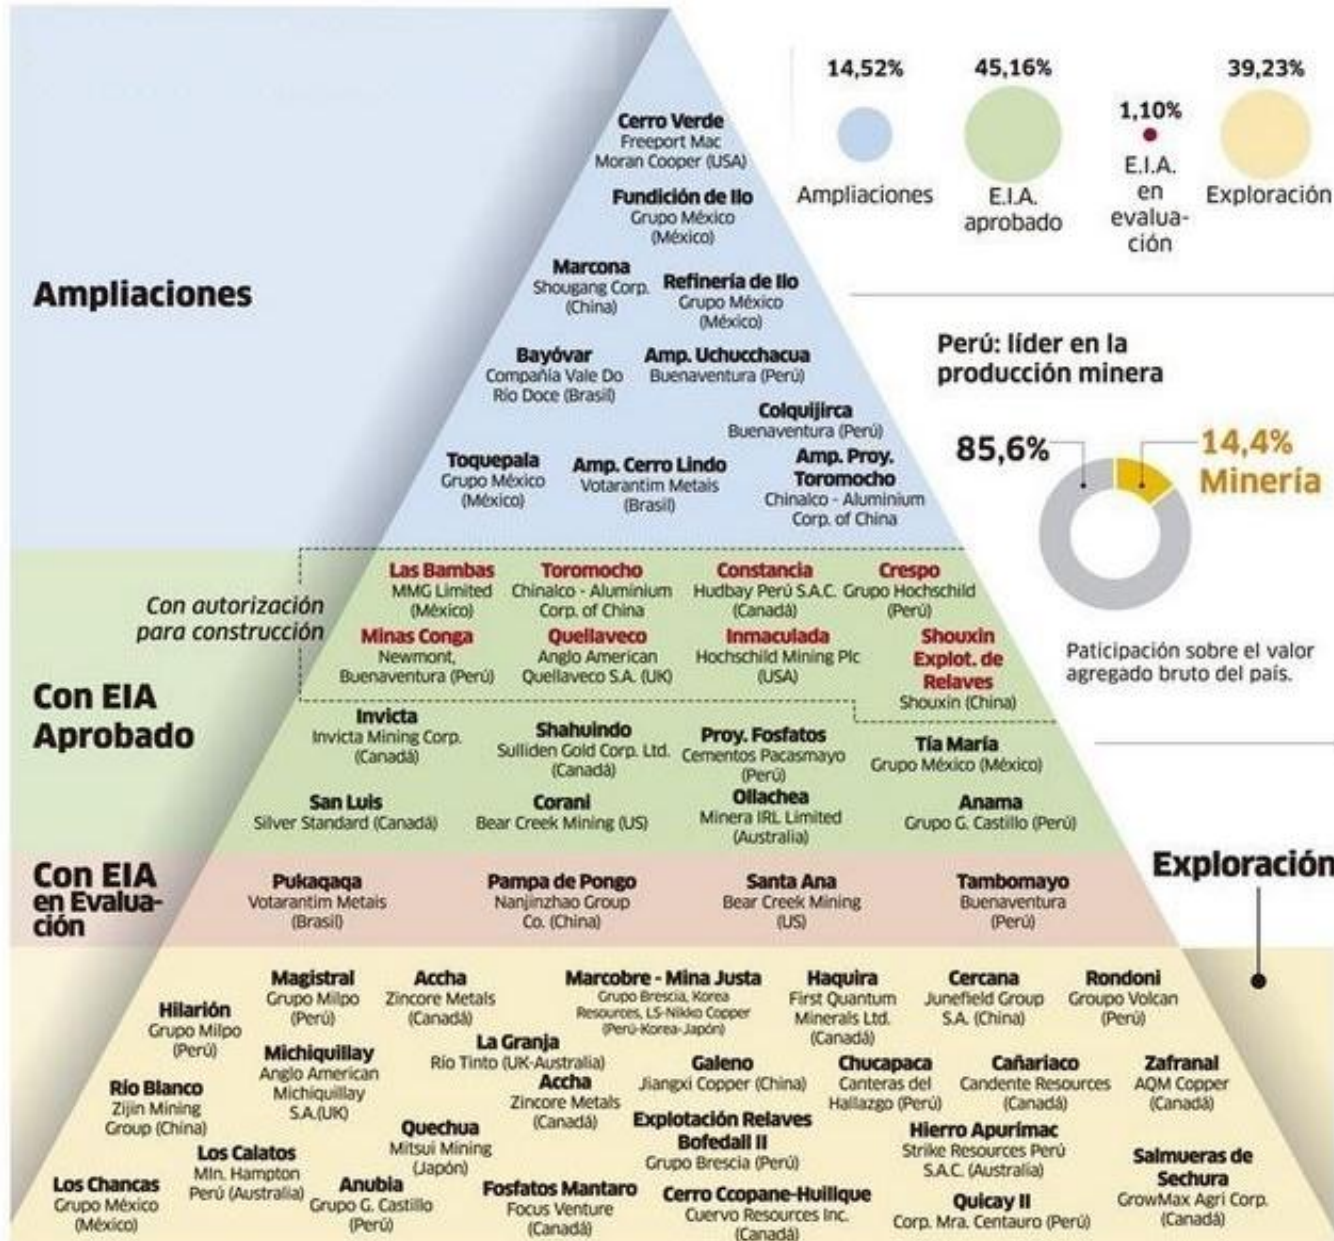 14,52%
45,16%
1,10%
39,23%
Ampliaciones
E.I.A.
aprobado
E.I.A.
en
evalua-
ción
Exploración
Perú: líder en la
producción minera
85,6%
14,4%
Minería
Paticipación sobre el valor
agregado bruto del país.
Ampliaciones
Cerro Verde
Freeport Mac
Moran Cooper (USA)
Fundición de Ilo
Grupo México
(México)
Marcona
Shougang Corp.
(China)
Refinería de Ilo
Grupo México
(México)
Bayóvar
Compañia Vale Do
Río Doce (Brasil)
Amp. Uchucchacua
Buenaventura (Perú)
Colquijirca
Buenaventura (Perú)
Toquepala
Grupo México
(México)
Amp. Cerro Lindo
Votarantim Metais
(Brasil)
Amp. Proy.
Toromocho
Chinalco - Aluminium
Corp. of China
Con EIA
Aprobado
Con autorización
para construcción
Las Bambas
MMG Limited
(México)
Toromocho
Chinalco - Aluminium
Corp. of China
Constancia
Hudbay Perú S.A.C.
(Canadá)
Crespo
Grupo Hochschild
(Perú)
Minas Conga
Newmont,
Buenaventura (Perú)
Quellaveco
Anglo American
Quellaveco S.A. (UK)
Inmaculada
Hochschild Mining Plc
(USA)
Shouxin
Explot. de
Relaves
Shouxin (China)
Invicta
Invicta Mining Corp.
(Canadá)
Shahuindo
Sulliden Gold Corp. Ltd.
(Canadá)
Proy. Fosfatos
Cementos Pacasmayo
(Perú)
Tía María
Grupo México (México)
San Luis
Silver Standard (Canadá)
Corani
Bear Creek Mining (US)
Ollachea
Minera IRL Limited
(Australia)
Anama
Grupo G. Castillo (Perú)
Con EIA
en Evalua-
ción
Pukaqaqa
Votarantim Metais
(Brasil)
Pampa de Pongo
Nanjinzhao Group
Co. (China)
Santa Ana
Bear Creek Mining
(US)
Tambomayo
Buenaventura
(Perú)
Exploración
Hilarión
Grupo Milpo
(Perú)
Magistral
Grupo Milpo
(Perú)
Accha
Zincore Metals
(Canadá)
Marcobre - Mina Justa
Grupo Brescia, Korea
Resources, LS-Nikko Copper
(Perú-Korea-Japón)
Haquira
First Quantum
Minerals Ltd.
(Canadá)
Cercana
Junefield Group
S.A. (China)
Rondoni
Groupo Volcan
(Perú)
Río Blanco
Zijin Mining
Group (China)
Michiquillay
Anglo American
Michiquillay
S.A.(UK)
La Granja
Río Tinto (UK-Australia)
Accha
Zincore Metals
(Canadá)
Galeno
Jiangxi Copper (China)
Chucapaca
Canteras del
Hallazgo (Perú)
Cañariaco
Candente Resources
(Canadá)
Zafranal
AQM Copper
(Canadá)
Quechua
Mitsui Mining
(Japón)
Explotación Relaves
Bofedall II
Grupo Brescia (Perú)
Hierro Apurímac
Strike Resources Perú
S.A.C. (Australia)
Los Chancas
Grupo México
(México)
Los Calatos
Mln. Hampton
Perú (Australia)
Anubia
Grupo G. Castillo
(Perú)
Fosfatos Mantaro
Focus Venture
(Canadá)
Cerro Ccopane-Huillque
Cuervo Resources Inc.
(Canadá)
Quicay II
Corp. Mra. Centauro (Perú)
Salmueras de
Sechura
GrowMax Agri Corp.
(Canadá)